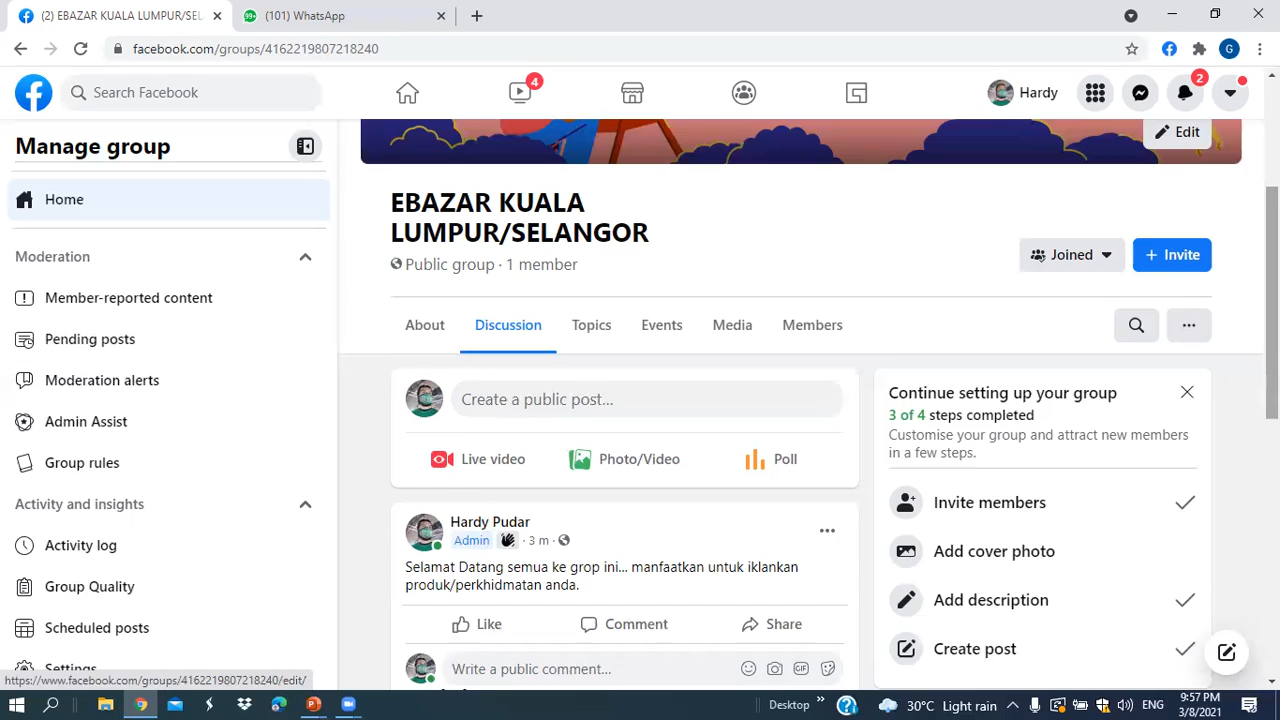 (2) EBAZAR KUALA LUMPUR/SEL
99+ (101) WhatsApp
facebook.com/groups/4162219807218240
G
Search Facebook
4
Hardy
2
Manage group
Edit
Home
EBAZAR KUALA
LUMPUR/SELANGOR
Public group · 1 member
Joined
+ Invite
Moderation
Member-reported content
Pending posts
Moderation alerts
Admin Assist
Group rules
Activity and insights
Activity log
Group Quality
Scheduled posts
Settings
About
Discussion
Topics
Events
Media
Members
Create a public post...
Live video
Photo/Video
Poll
Hardy Pudar
Admin · 3 m ·
Selamat Datang semua ke grop ini... manfaatkan untuk iklankan
produk/perkhidmatan anda.
Like
Comment
Share
Write a public comment...
GIF
Continue setting up your group
3 of 4 steps completed
Customise your group and attract new members
in a few steps.
Invite members
Add cover photo
Add description
Create post
https://www.facebook.com/groups/4162219807218240/edit/
Desktop
30°C Light rain
ENG
9:57 PM
3/8/2021